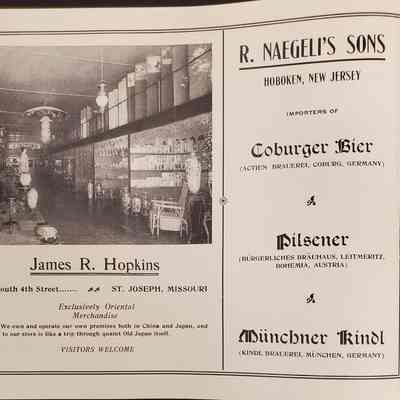 James R. Hopkins
outh 4th Street....... ST. JOSEPH, MISSOURI
Exclusively Oriental
Merchandise
We own and operate our own premises both in China and Japan, and
to our store is like a trip through quaint Old Japan itself.
VISITORS WELCOME
R. NAEGELI'S SONS
HOBOKEN, NEW JERSEY
IMPORTERS OF
Coburger Bier
(ACTIEN BRAUEREI, COBURG, GERMANY)
Pilsener
(BÜRGERLICHES BRÄUHAUS, LEITMERITZ,
BOHEMIA, AUSTRIA)
Münchner Kindl
(KINDL BRAUEREI, MÜNCHEN, GERMANY)